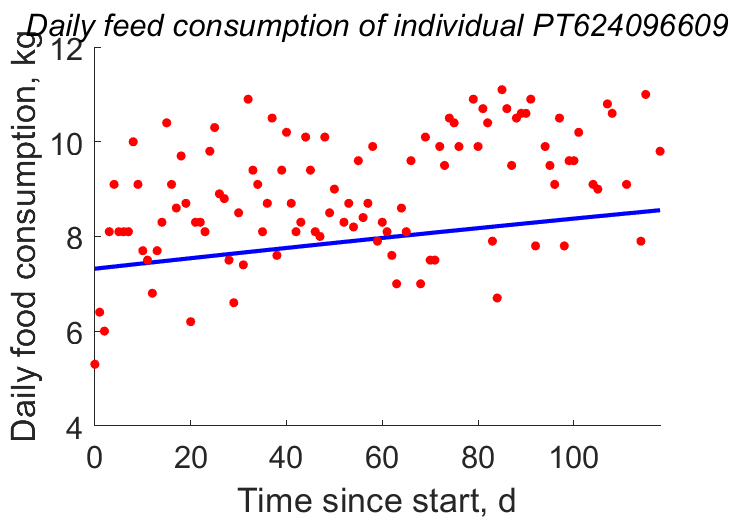 Daily feed consumption of individual PT624096609
Daily food consumption, kg
12
10
8
6
4
0 20 40 60 80 100
Time since start, d